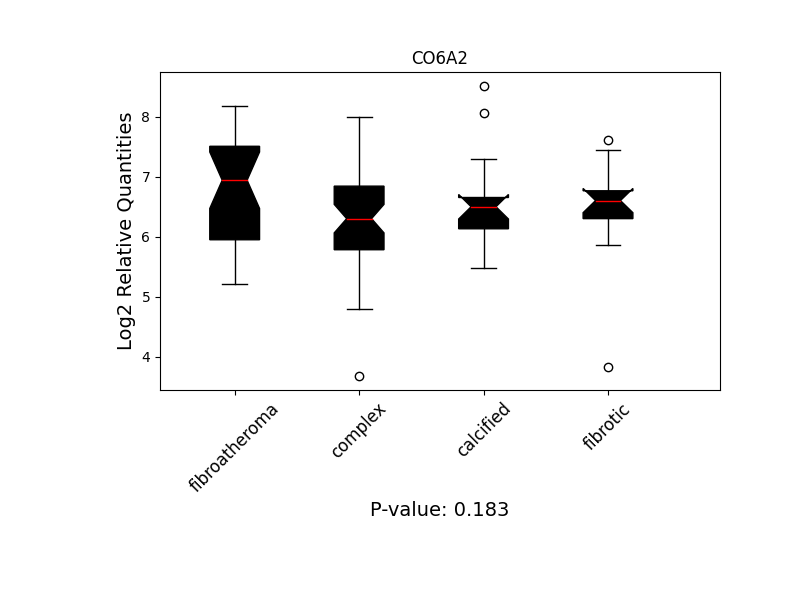 CO6A2
Log2 Relative Quantities
8
7
6
5
4
fibroatheroma
complex
calcified
fibrotic
P-value: 0.183